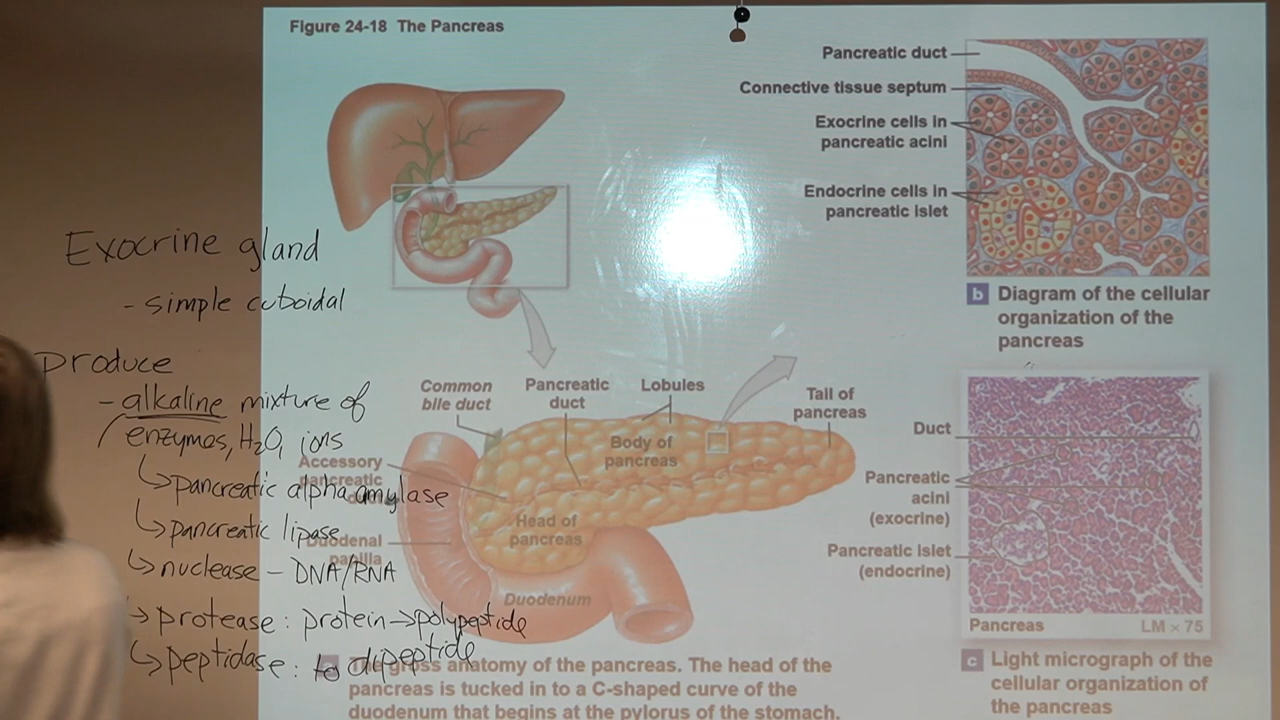 Figure 24-18 The Pancreas
Exocrine gland
- simple cuboidal
produce
- alkaline mixture of
enzymes, H₂O, ions
↳ pancreatic alpha amylase
↳ pancreatic lipase
↳ nuclease - DNA/RNA
→ protease: protein → polypeptide
↳ peptidase: to dipeptide
Common
bile duct
Pancreatic
duct
Lobules
Tail of
pancreas
Body of
pancreas
Accessory
pancreatic
Head of
pancreas
Duodenal
papilla
Duodenum
gross anatomy of the pancreas. The head of the
pancreas is tucked in to a C-shaped curve of the
duodenum that begins at the pylorus of the stomach.
Pancreatic duct
Connective tissue septum
Exocrine cells in
pancreatic acini
Endocrine cells in
pancreatic islet
b Diagram of the cellular
organization of the
pancreas
Duct
Pancreatic
acini
(exocrine)
Pancreatic islet
(endocrine)
Pancreas LM × 75
c Light micrograph of the
cellular organization of
the pancreas